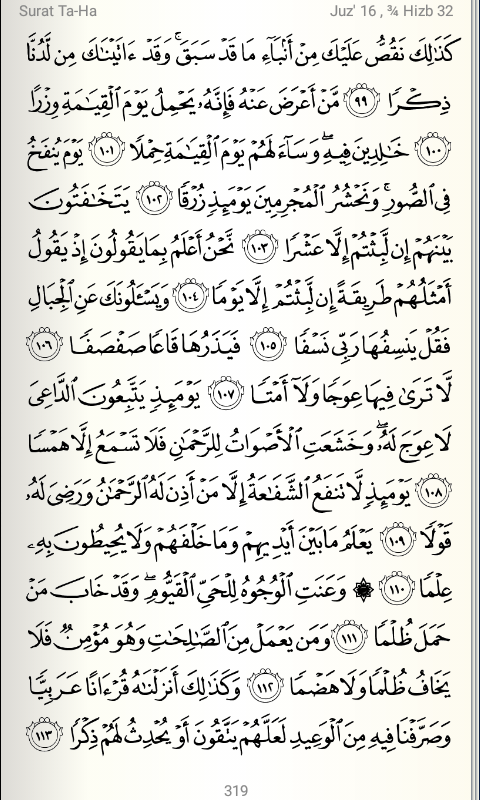 Surat Ta-Ha
Juz' 16 , ¾ Hizb 32
كَذَٰلِكَ نَقُصُّ عَلَيْكَ مِنْ أَنۢبَآءِ مَا قَدْ سَبَقَ ۚ وَقَدْ ءَاتَيْنَٰكَ مِن لَّدُنَّا
ذِكْرًا ٩٩ مَّنْ أَعْرَضَ عَنْهُ فَإِنَّهُۥ يَحْمِلُ يَوْمَ ٱلْقِيَٰمَةِ وِزْرًا
١٠٠ خَٰلِدِينَ فِيهِ ۖ وَسَآءَ لَهُمْ يَوْمَ ٱلْقِيَٰمَةِ حِمْلًا ١٠١ يَوْمَ يُنفَخُ
فِى ٱلصُّورِ ۚ وَنَحْشُرُ ٱلْمُجْرِمِينَ يَوْمَئِذٍ زُرْقًا ١٠٢ يَتَخَٰفَتُونَ
بَيْنَهُمْ إِن لَّبِثْتُمْ إِلَّا عَشْرًا ١٠٣ نَّحْنُ أَعْلَمُ بِمَا يَقُولُونَ إِذْ يَقُولُ
أَمْثَلُهُمْ طَرِيقَةً إِن لَّبِثْتُمْ إِلَّا يَوْمًا ١٠٤ وَيَسْـَٔلُونَكَ عَنِ ٱلْجِبَالِ
فَقُلْ يَنسِفُهَا رَبِّى نَسْفًا ١٠٥ فَيَذَرُهَا قَاعًا صَفْصَفًا ١٠٦
لَّا تَرَىٰ فِيهَا عِوَجًا وَلَآ أَمْتًا ١٠٧ يَوْمَئِذٍ يَتَّبِعُونَ ٱلدَّاعِىَ
لَا عِوَجَ لَهُۥ ۖ وَخَشَعَتِ ٱلْأَصْوَاتُ لِلرَّحْمَٰنِ فَلَا تَسْمَعُ إِلَّا هَمْسًا
١٠٨ يَوْمَئِذٍ لَّا تَنفَعُ ٱلشَّفَٰعَةُ إِلَّا مَنْ أَذِنَ لَهُ ٱلرَّحْمَٰنُ وَرَضِىَ لَهُۥ
قَوْلًا ١٠٩ يَعْلَمُ مَا بَيْنَ أَيْدِيهِمْ وَمَا خَلْفَهُمْ وَلَا يُحِيطُونَ بِهِۦ
عِلْمًا ١١٠ ۞ وَعَنَتِ ٱلْوُجُوهُ لِلْحَىِّ ٱلْقَيُّومِ ۖ وَقَدْ خَابَ مَنْ
حَمَلَ ظُلْمًا ١١١ وَمَن يَعْمَلْ مِنَ ٱلصَّٰلِحَٰتِ وَهُوَ مُؤْمِنٌ فَلَا
يَخَافُ ظُلْمًا وَلَا هَضْمًا ١١٢ وَكَذَٰلِكَ أَنزَلْنَٰهُ قُرْءَانًا عَرَبِيًّا
وَصَرَّفْنَا فِيهِ مِنَ ٱلْوَعِيدِ لَعَلَّهُمْ يَتَّقُونَ أَوْ يُحْدِثُ لَهُمْ ذِكْرًا ١١٣
319